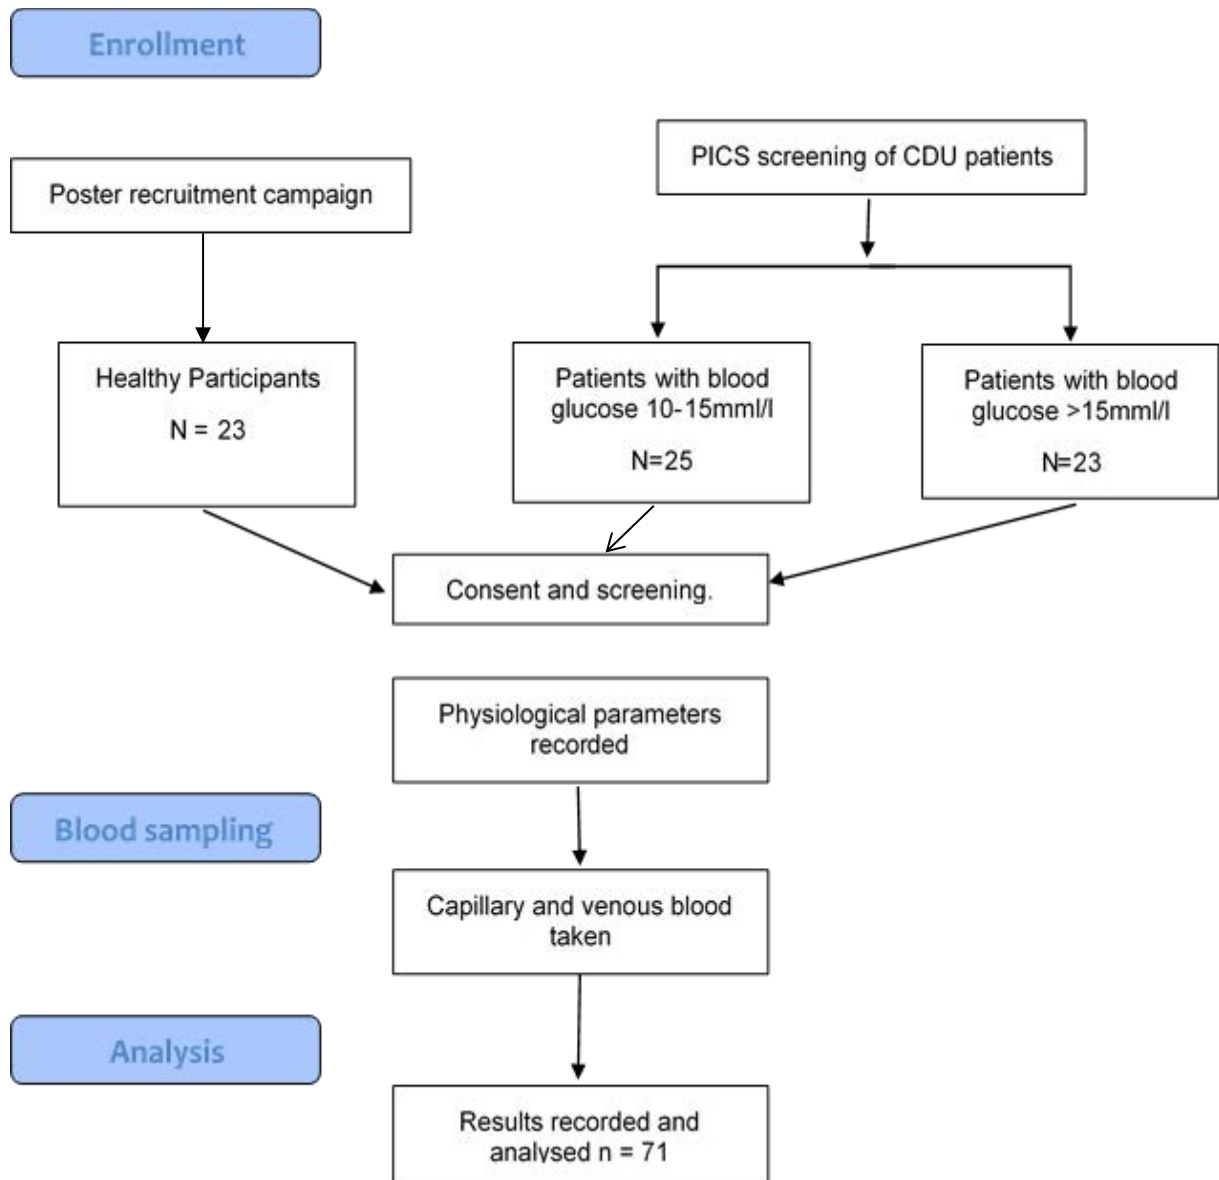 Enrollment
PICS screening of CDU patients
Poster recruitment campaign
Healthy Participants
N = 23
Patients with blood
glucose 10-15mml/l
N=25
Patients with blood
glucose >15mml/l
N=23
Consent and screening.
Physiological parameters
recorded
Blood sampling
Capillary and venous blood
taken
Analysis
Results recorded and
analysed n = 71